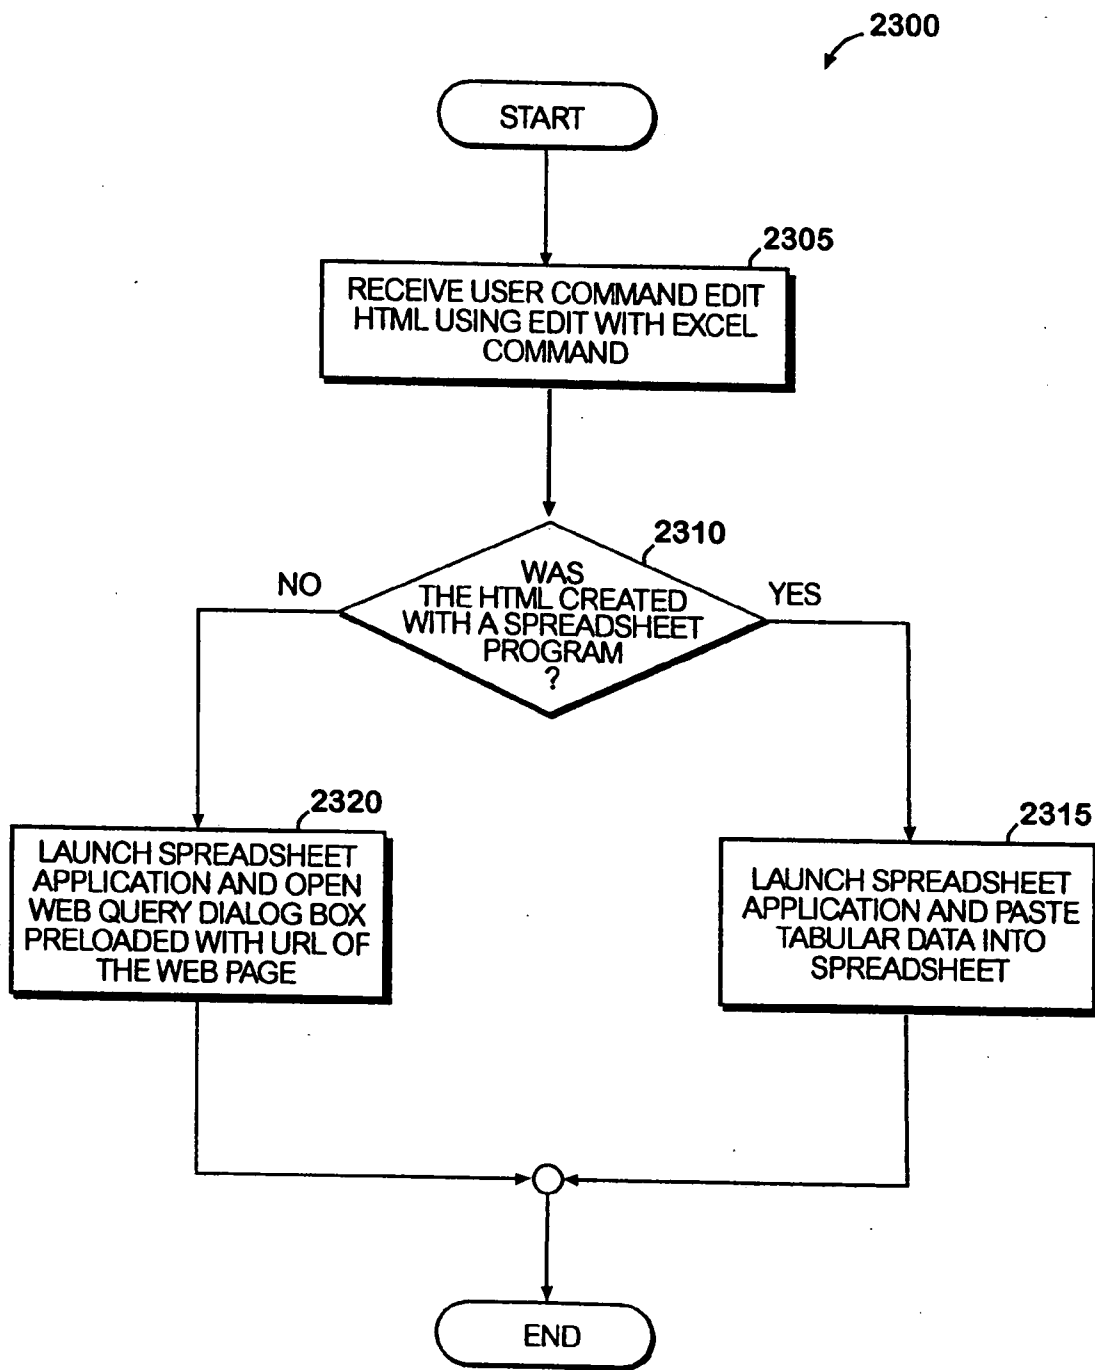 2300
START
2305
RECEIVE USER COMMAND EDIT
HTML USING EDIT WITH EXCEL
COMMAND
2310
WAS
THE HTML CREATED
WITH A SPREADSHEET
PROGRAM
?
NO
YES
2320
LAUNCH SPREADSHEET
APPLICATION AND OPEN
WEB QUERY DIALOG BOX
PRELOADED WITH URL OF
THE WEB PAGE
2315
LAUNCH SPREADSHEET
APPLICATION AND PASTE
TABULAR DATA INTO
SPREADSHEET
END